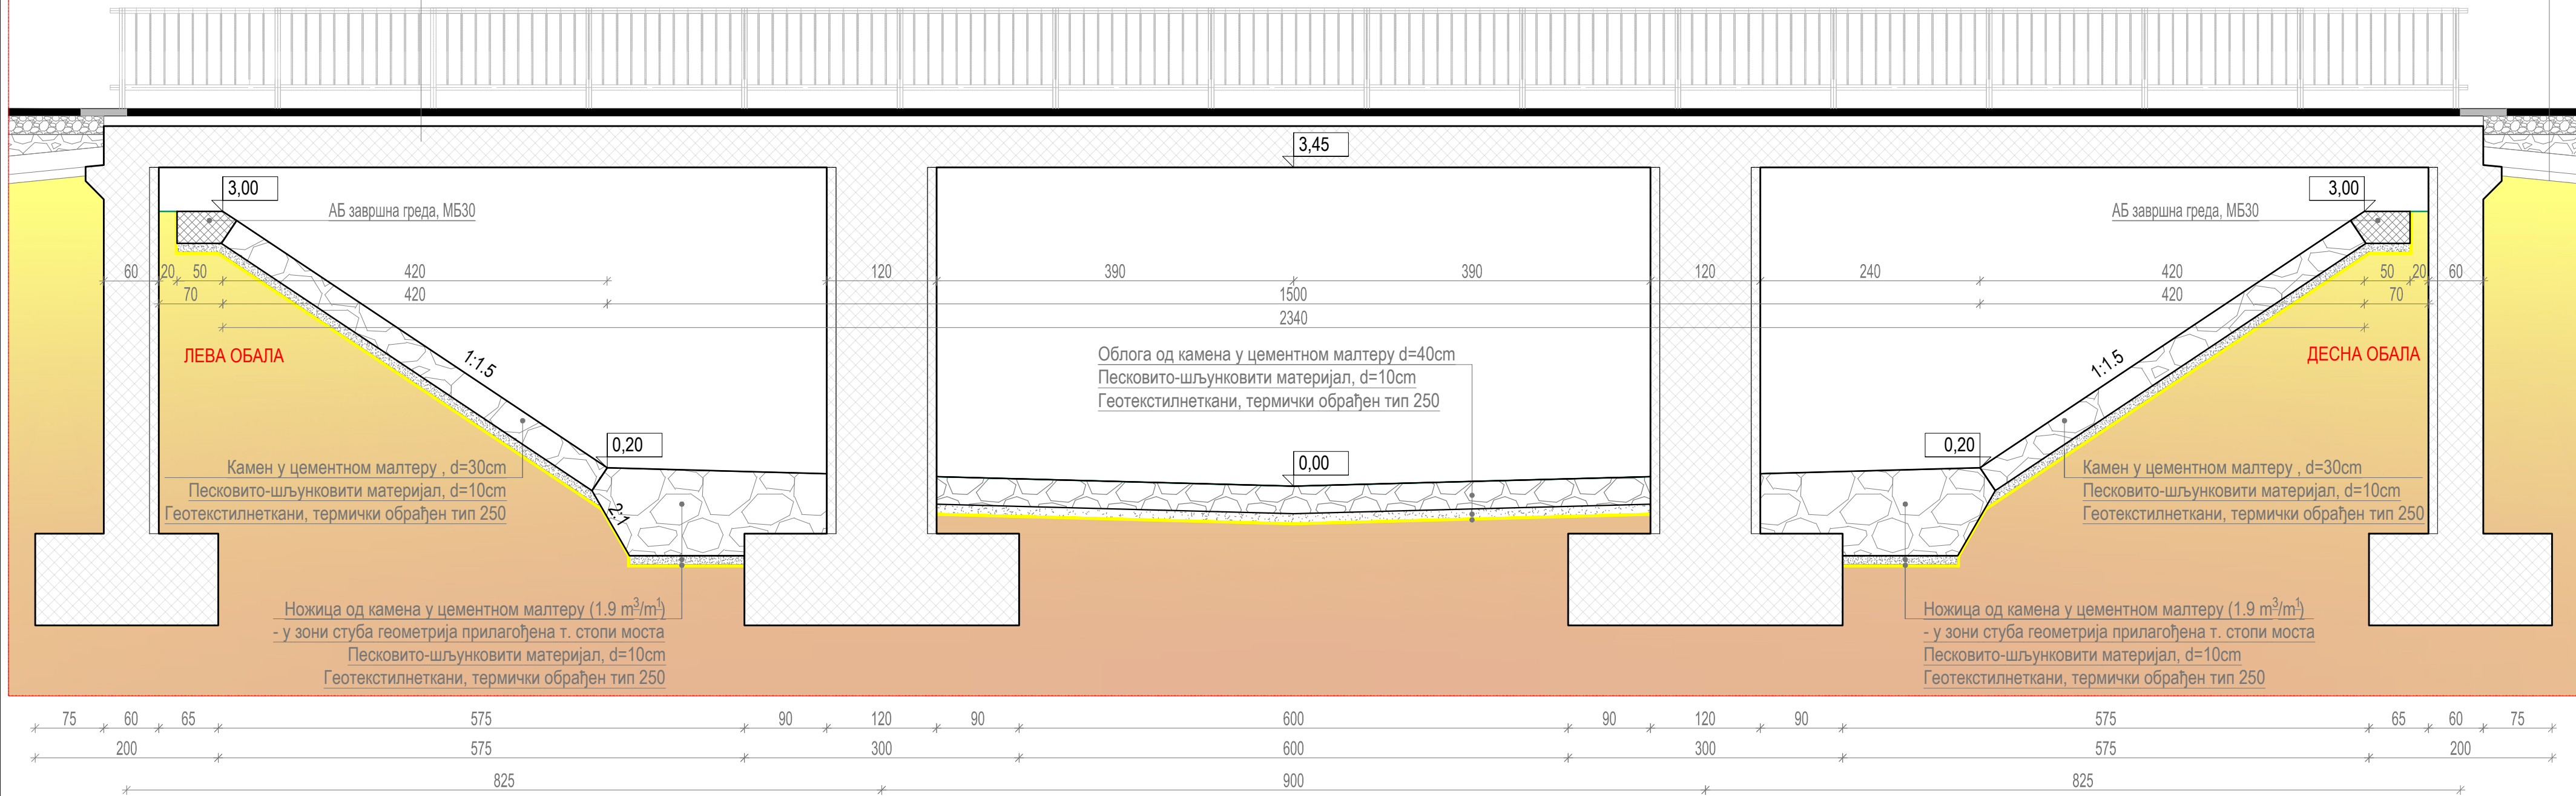 3,45
3,00
3,00
АБ завршна греда, МБ30
АБ завршна греда, МБ30
60 20 50 420 120 390 390 120 240 420 50 20 60
70 420 1500 420 70
2340
ЛЕВА ОБАЛА
ДЕСНА ОБАЛА
1:1.5
1:1.5
Облога од камена у цементном малтеру d=40cm
Песковито-шљунковити материјал, d=10cm
Геотекстилнеткани, термички обрађен тип 250
0,20
0,00
0,20
Камен у цементном малтеру , d=30cm
Песковито-шљунковити материјал, d=10cm
Геотекстилнеткани, термички обрађен тип 250
2:1
Камен у цементном малтеру , d=30cm
Песковито-шљунковити материјал, d=10cm
Геотекстилнеткани, термички обрађен тип 250
Ножица од камена у цементном малтеру (1.9 m³/m¹)
- у зони стуба геометрија прилагођена т. стопи моста
Песковито-шљунковити материјал, d=10cm
Геотекстилнеткани, термички обрађен тип 250
Ножица од камена у цементном малтеру (1.9 m³/m¹)
- у зони стуба геометрија прилагођена т. стопи моста
Песковито-шљунковити материјал, d=10cm
Геотекстилнеткани, термички обрађен тип 250
75 60 65 575 90 120 90 600 90 120 90 575 65 60 75
200 575 300 600 300 575 200
825 900 825